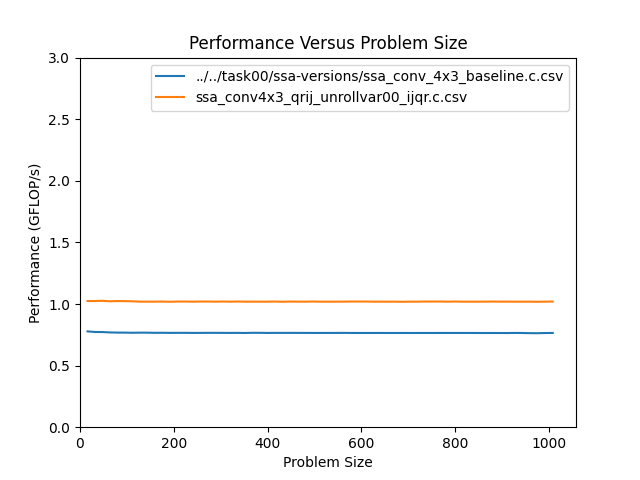 Performance Versus Problem Size
3.0
2.5
2.0
1.5
1.0
0.5
0.0
Performance (GFLOP/s)
../../task00/ssa-versions/ssa_conv_4x3_baseline.c.csv
ssa_conv4x3_qrij_unrollvar00_ijqr.c.csv
0 200 400 600 800 1000
Problem Size